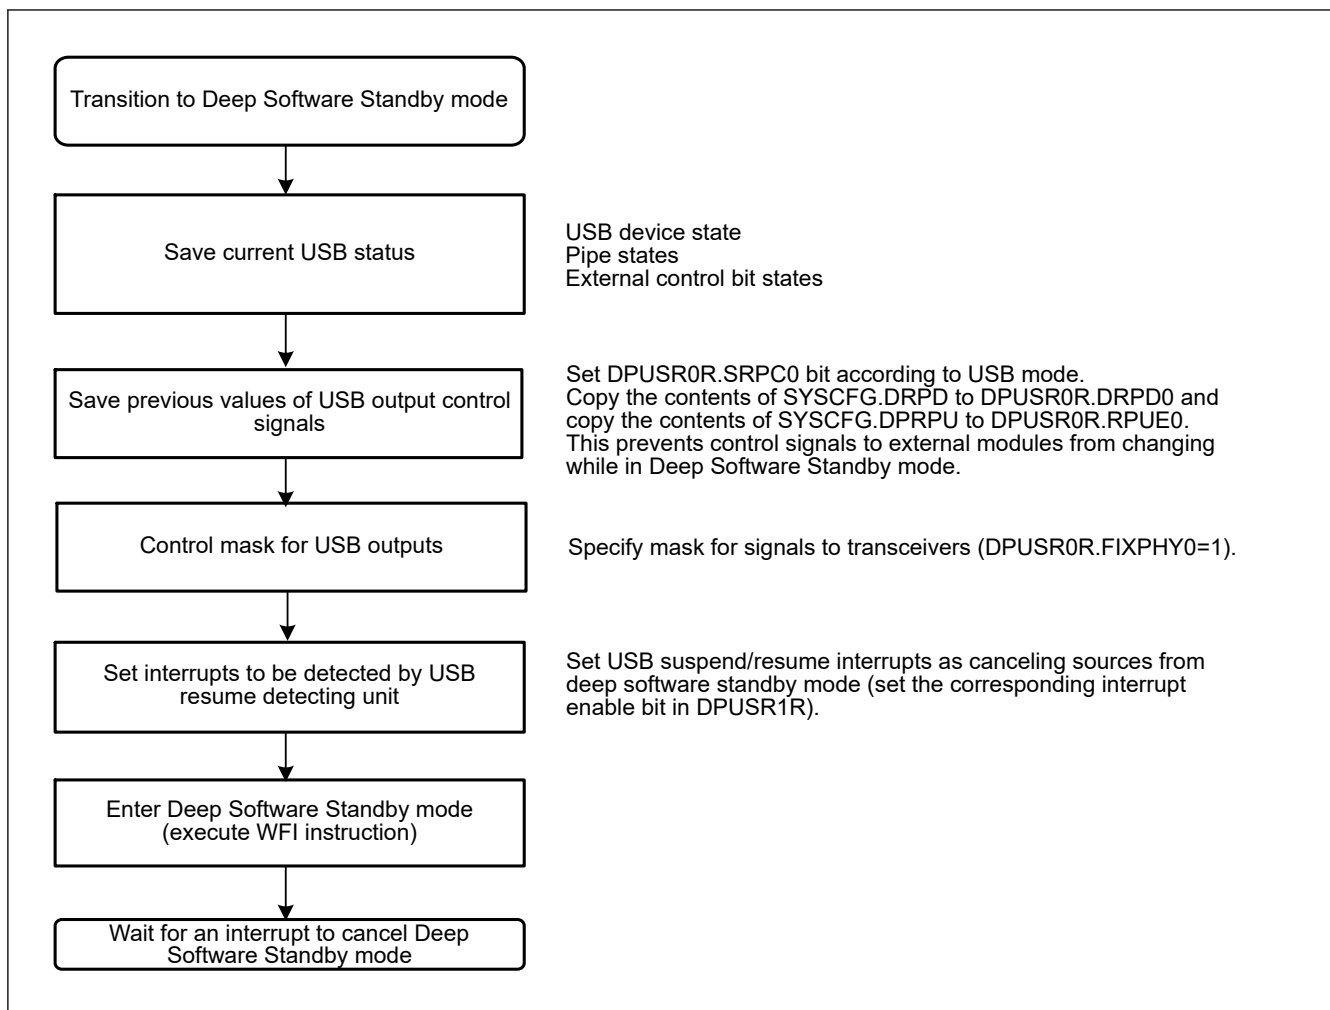 Transition to Deep Software Standby mode
Save current USB status
USB device state
Pipe states
External control bit states
Save previous values of USB output control
signals
Set DPUSR0R.SRPC0 bit according to USB mode.
Copy the contents of SYSCFG.DRPD to DPUSR0R.DRPD0 and
copy the contents of SYSCFG.DPRPU to DPUSR0R.RPUE0.
This prevents control signals to external modules from changing
while in Deep Software Standby mode.
Control mask for USB outputs
Specify mask for signals to transceivers (DPUSR0R.FIXPHY0=1).
Set interrupts to be detected by USB
resume detecting unit
Set USB suspend/resume interrupts as canceling sources from
deep software standby mode (set the corresponding interrupt
enable bit in DPUSR1R).
Enter Deep Software Standby mode
(execute WFI instruction)
Wait for an interrupt to cancel Deep
Software Standby mode